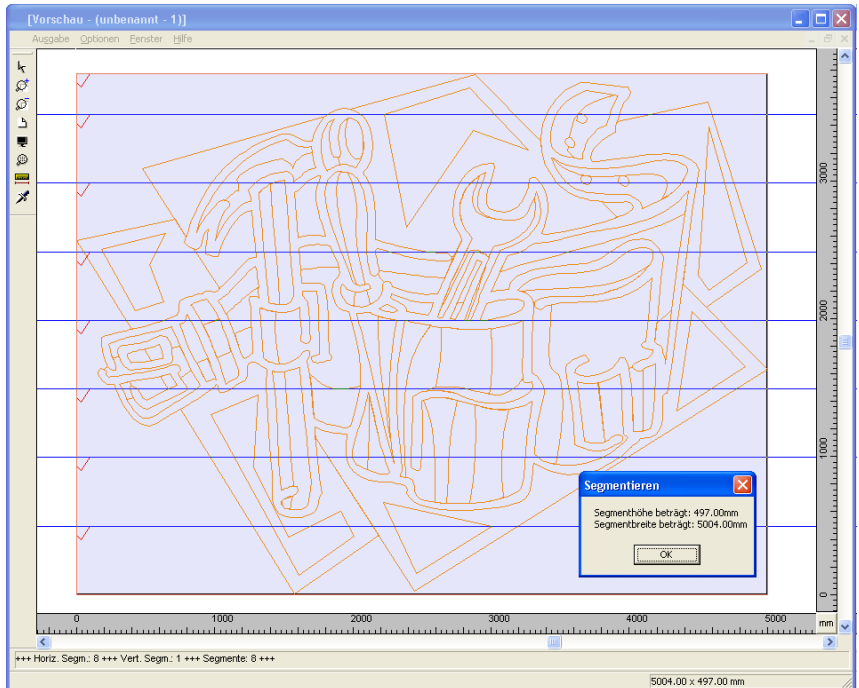 [Vorschau - (unbenannt - 1)]
Ausgabe Optionen Fenster Hilfe
3000
2000
1000
0
Segmentieren
Segmenthöhe beträgt: 497.00mm
Segmentbreite beträgt: 5004.00mm
OK
0 1000 2000 3000 4000 5000 mm
+++ Horiz. Segm.: 8 +++ Vert. Segm.: 1 +++ Segmente: 8 +++
5004.00 x 497.00 mm